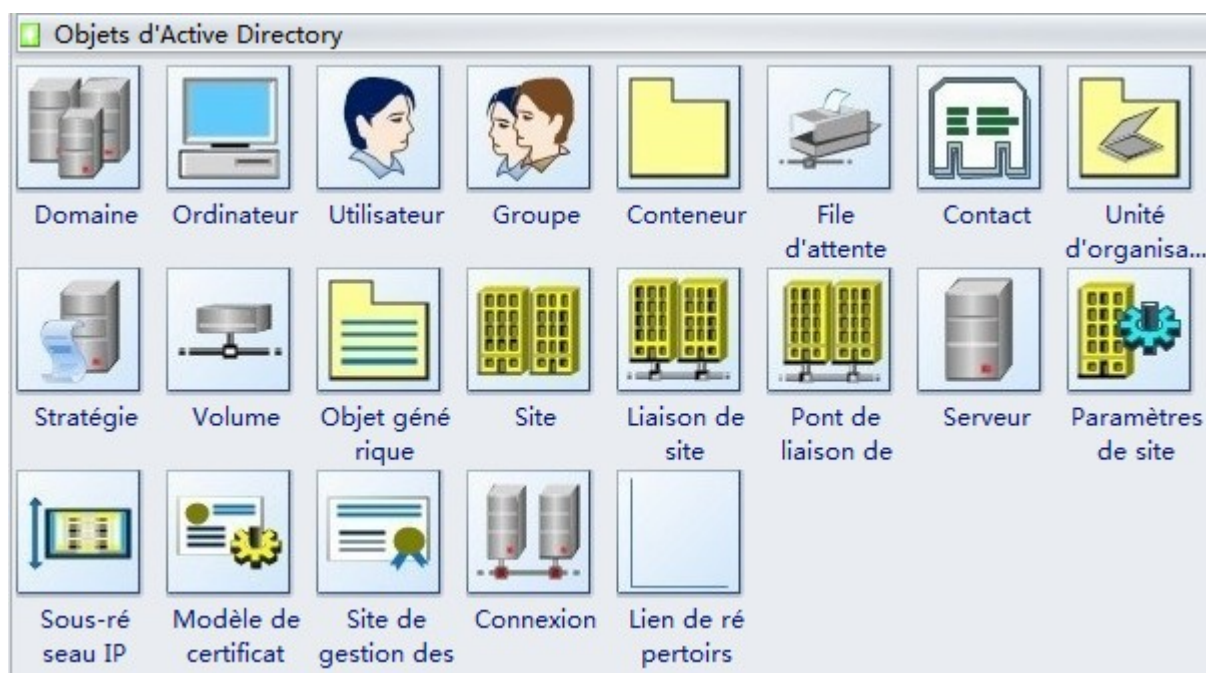 Objets d'Active Directory
Domaine Ordinateur Utilisateur Groupe Conteneur File Contact Unité
d'attente d'organisa...
Stratégie Volume Objet géné Site Liaison de Pont de Serveur Paramètres
rique site liaison de de site
Sous-ré Modèle de Site de Connexion Lien de ré
seau IP certificat gestion des pertoirs